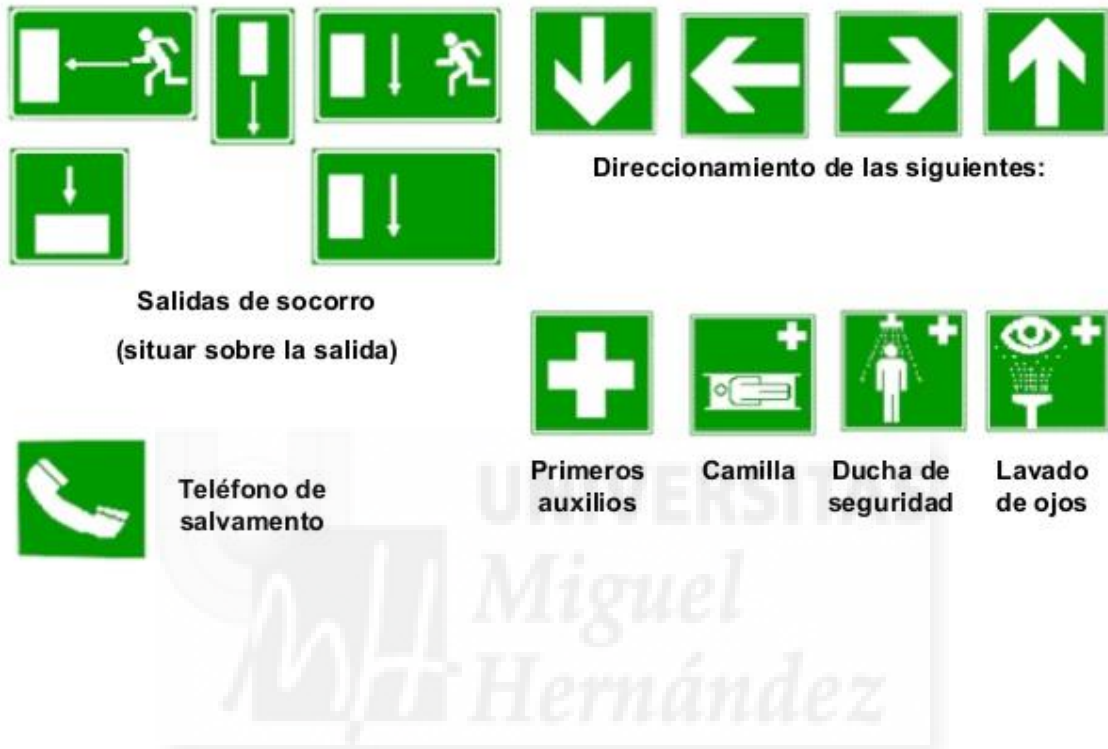 Direccionamiento de las siguientes:
Salidas de socorro
(situar sobre la salida)
Primeros
auxilios
Camilla
Ducha de
seguridad
Lavado
de ojos
Teléfono de
salvamento
UNIVERSITAS
Miguel
Hernández